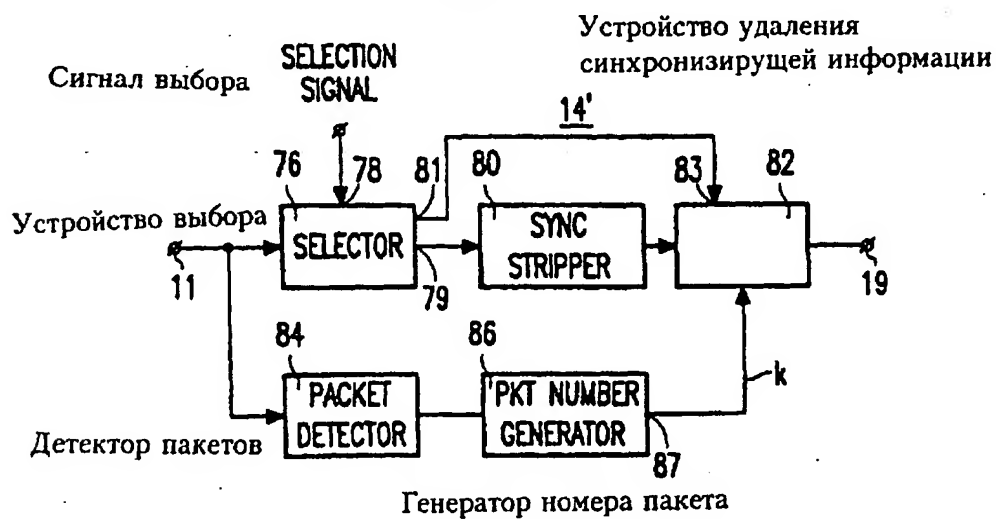 Устройство удаления
синхронизирущей информации
Сигнал выбора
SELECTION
SIGNAL
14'
76
78
81
80
83
82
Устройство выбора
SELECTOR
SYNC
STRIPPER
11
79
19
84
86
k
PACKET
DETECTOR
PKT NUMBER
GENERATOR
87
Детектор пакетов
Генератор номера пакета